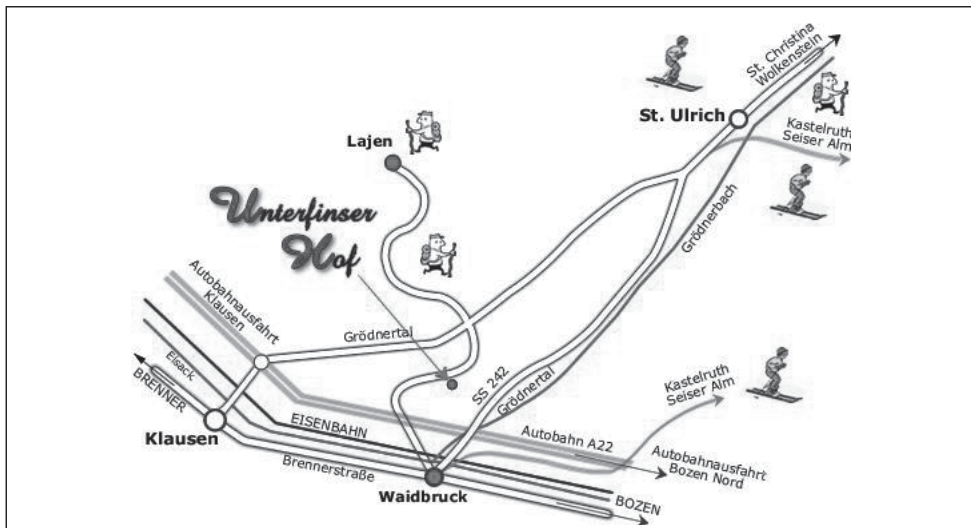 St. Christina
Wolkenstein
St. Ulrich
Kastelruth
Seiser Alm
Lajen
Unterfinser
Hof
Grödnerbach
Autobahnausfahrt
Klausen
Grödnertal
Eisack
BRENNER
SS 242
Grödnertal
Kastelruth
Seiser Alm
Klausen
EISENBAHN
Autobahn A22
Brennerstraße
Autobahnausfahrt
Bozen Nord
Waidbruck
BOZEN